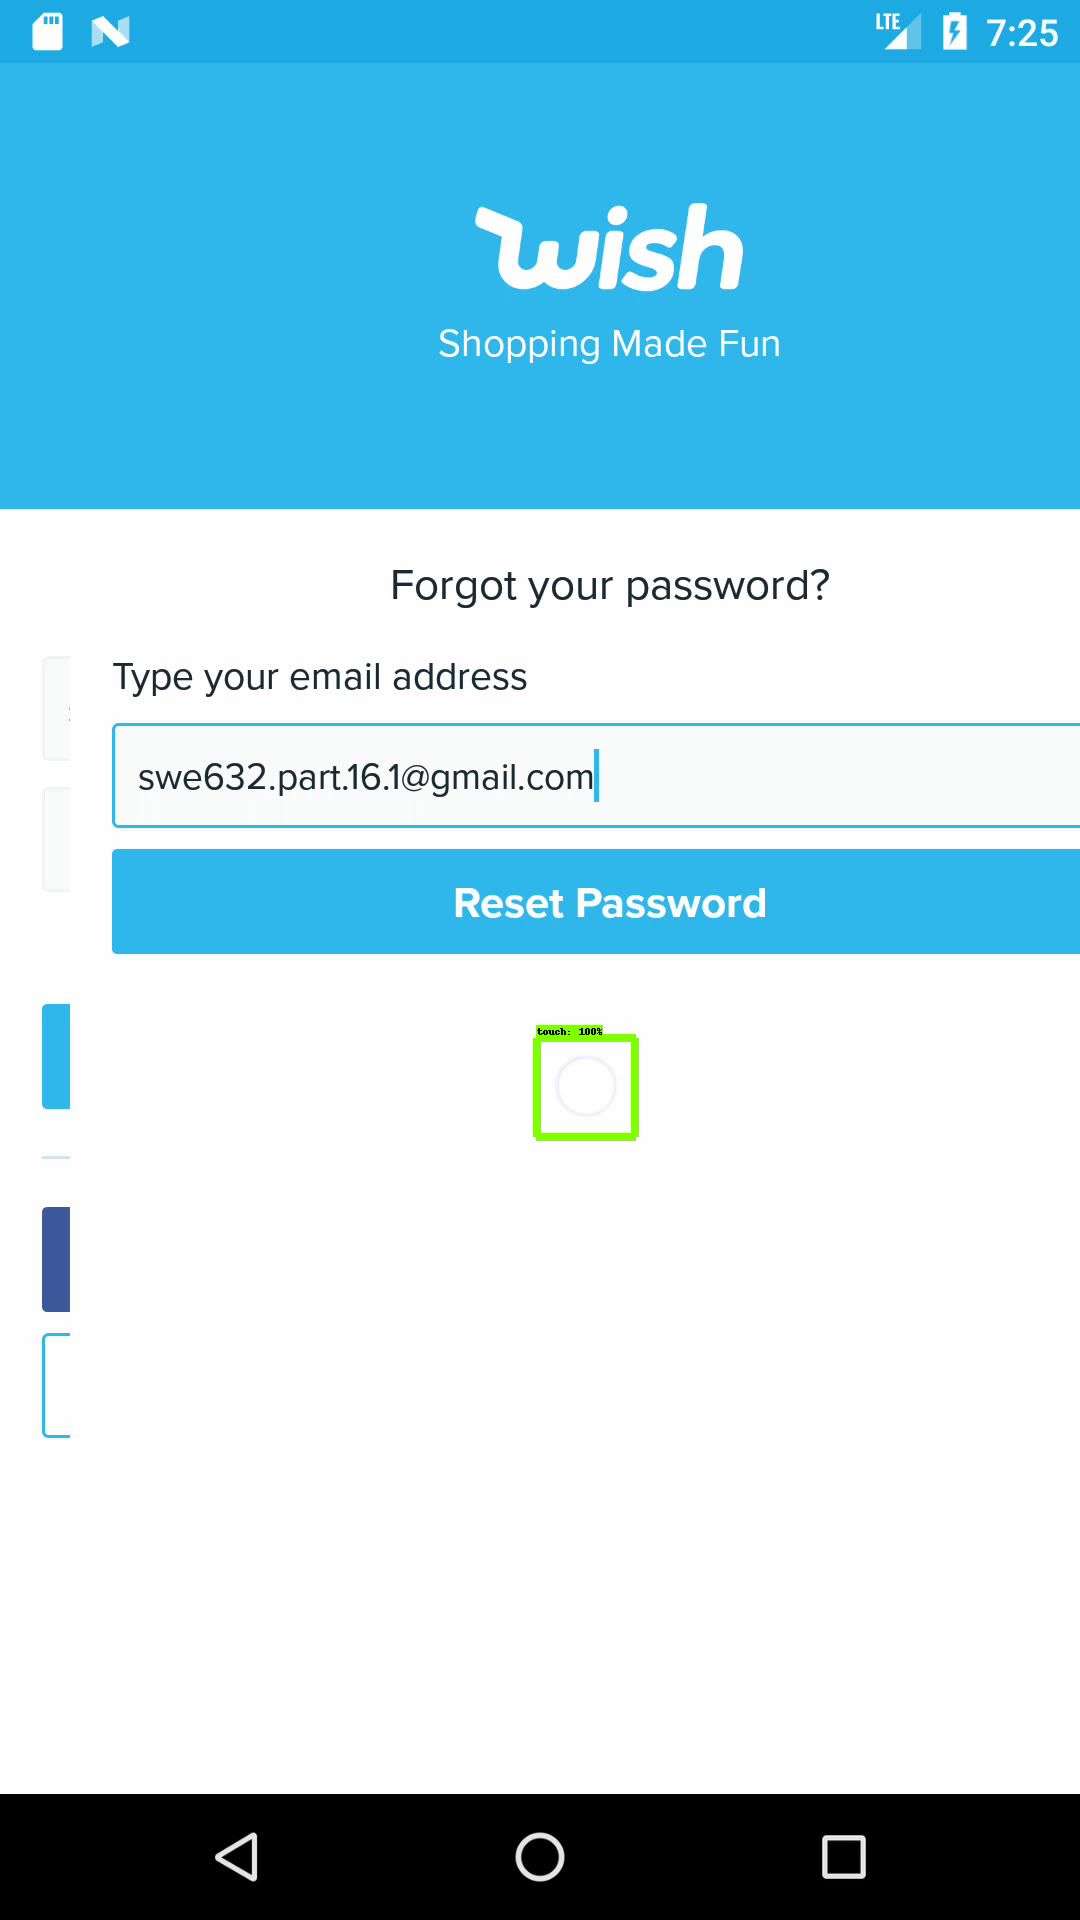 LTE 7:25
wish
Shopping Made Fun
Forgot your password?
Type your email address
swe632.part.16.1@gmail.com
Reset Password
touch: 100%